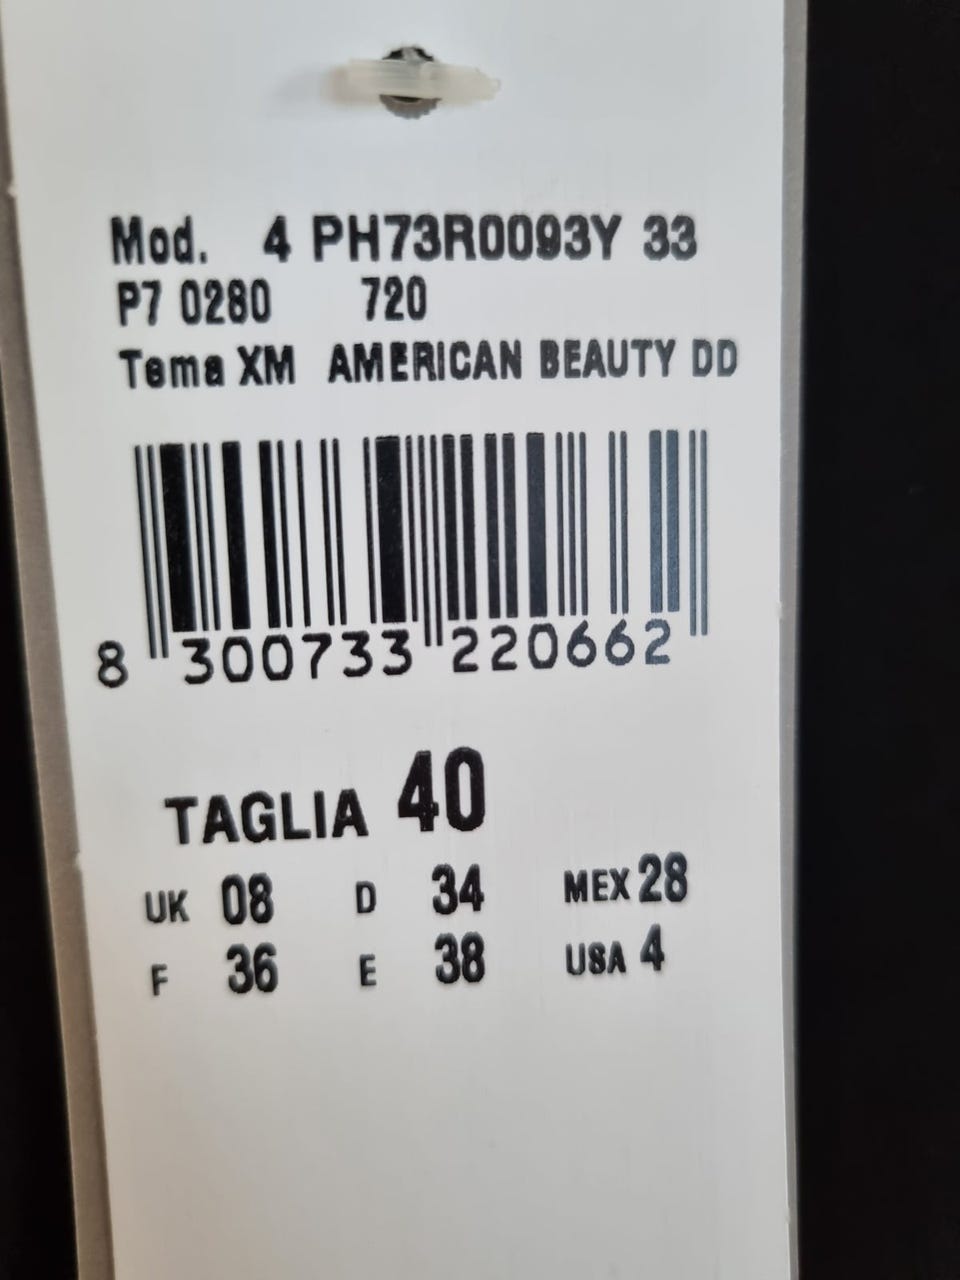 Mod. 4 PH73R0093Y 33
P7 0280 720
Tema XM AMERICAN BEAUTY DD
8 300733 220662
TAGLIA 40
UK 08 D 34 MEX 28
F 36 E 38 USA 4